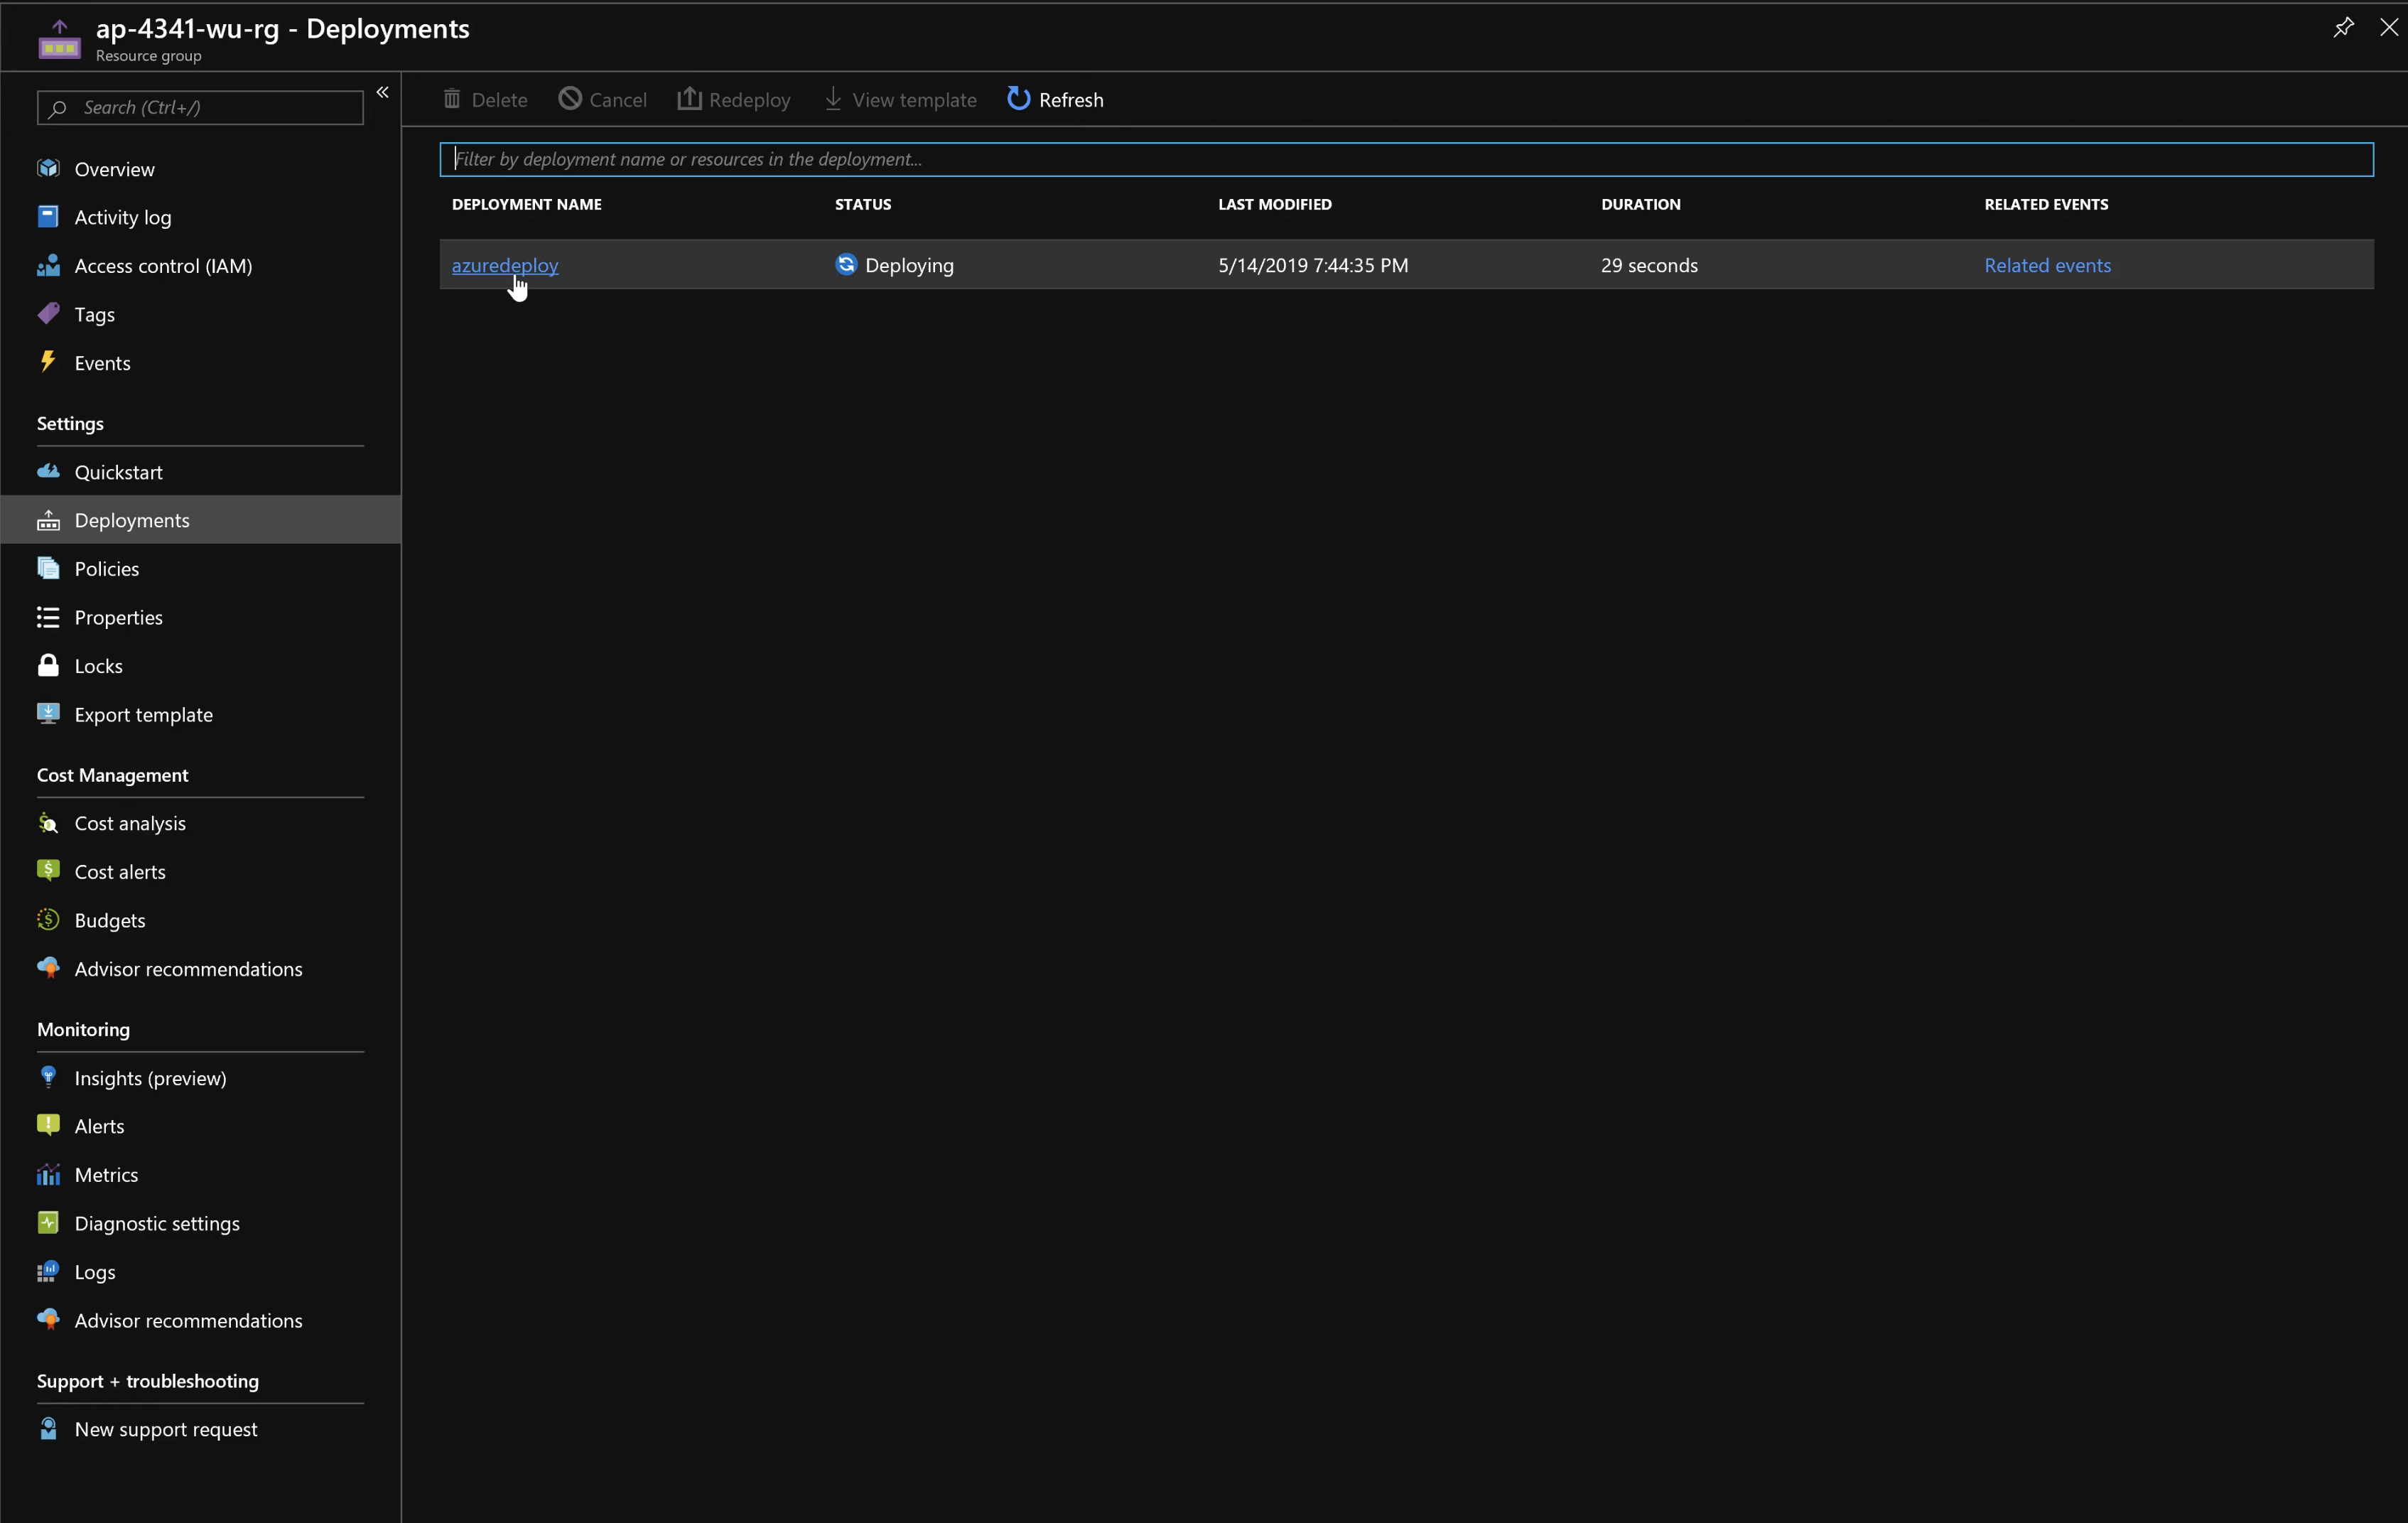 ap-4341-wu-rg - Deployments
Resource group
Search (Ctrl+/)
Overview
Activity log
Access control (IAM)
Tags
Events
Settings
Quickstart
Deployments
Policies
Properties
Locks
Export template
Cost Management
Cost analysis
Cost alerts
Budgets
Advisor recommendations
Monitoring
Insights (preview)
Alerts
Metrics
Diagnostic settings
Logs
Advisor recommendations
Support + troubleshooting
New support request
Delete Cancel Redeploy View template Refresh
Filter by deployment name or resources in the deployment...
DEPLOYMENT NAME STATUS LAST MODIFIED DURATION RELATED EVENTS
azuredeploy Deploying 5/14/2019 7:44:35 PM 29 seconds Related events